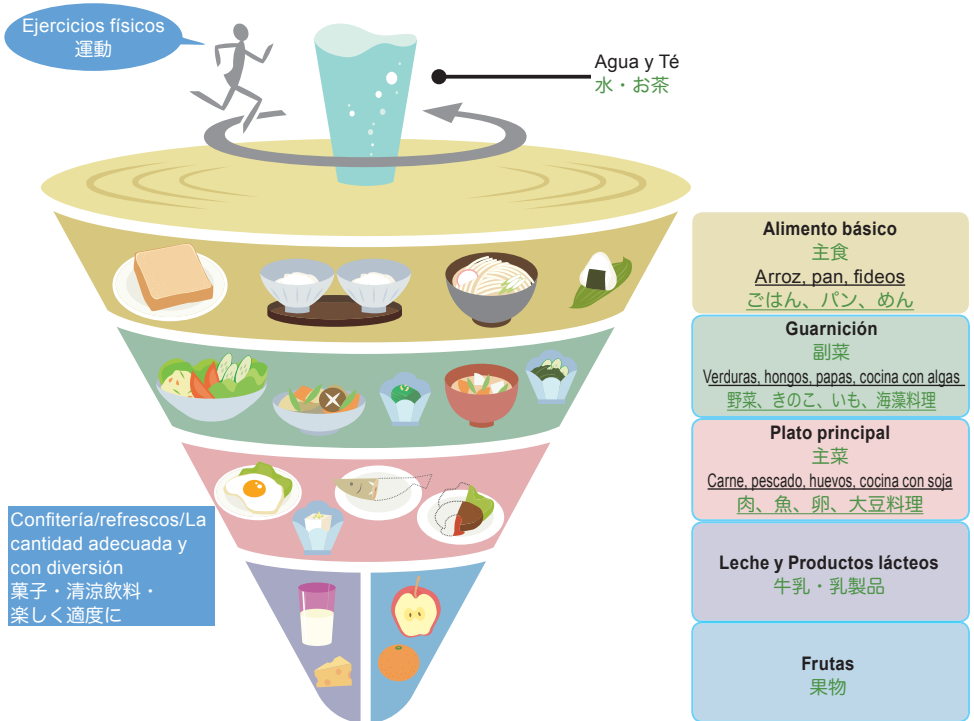 Ejercicios físicos
運動
Agua y Té
水・お茶
Alimento básico
主食
Arroz, pan, fideos
ごはん、パン、めん
Guarnición
副菜
Verduras, hongos, papas, cocina con algas
野菜、きのこ、いも、海藻料理
Plato principal
主菜
Carne, pescado, huevos, cocina con soja
肉、魚、卵、大豆料理
Confitería/refrescos/La
cantidad adecuada y
con diversión
菓子・清涼飲料・
楽しく適度に
Leche y Productos lácteos
牛乳・乳製品
Frutas
果物